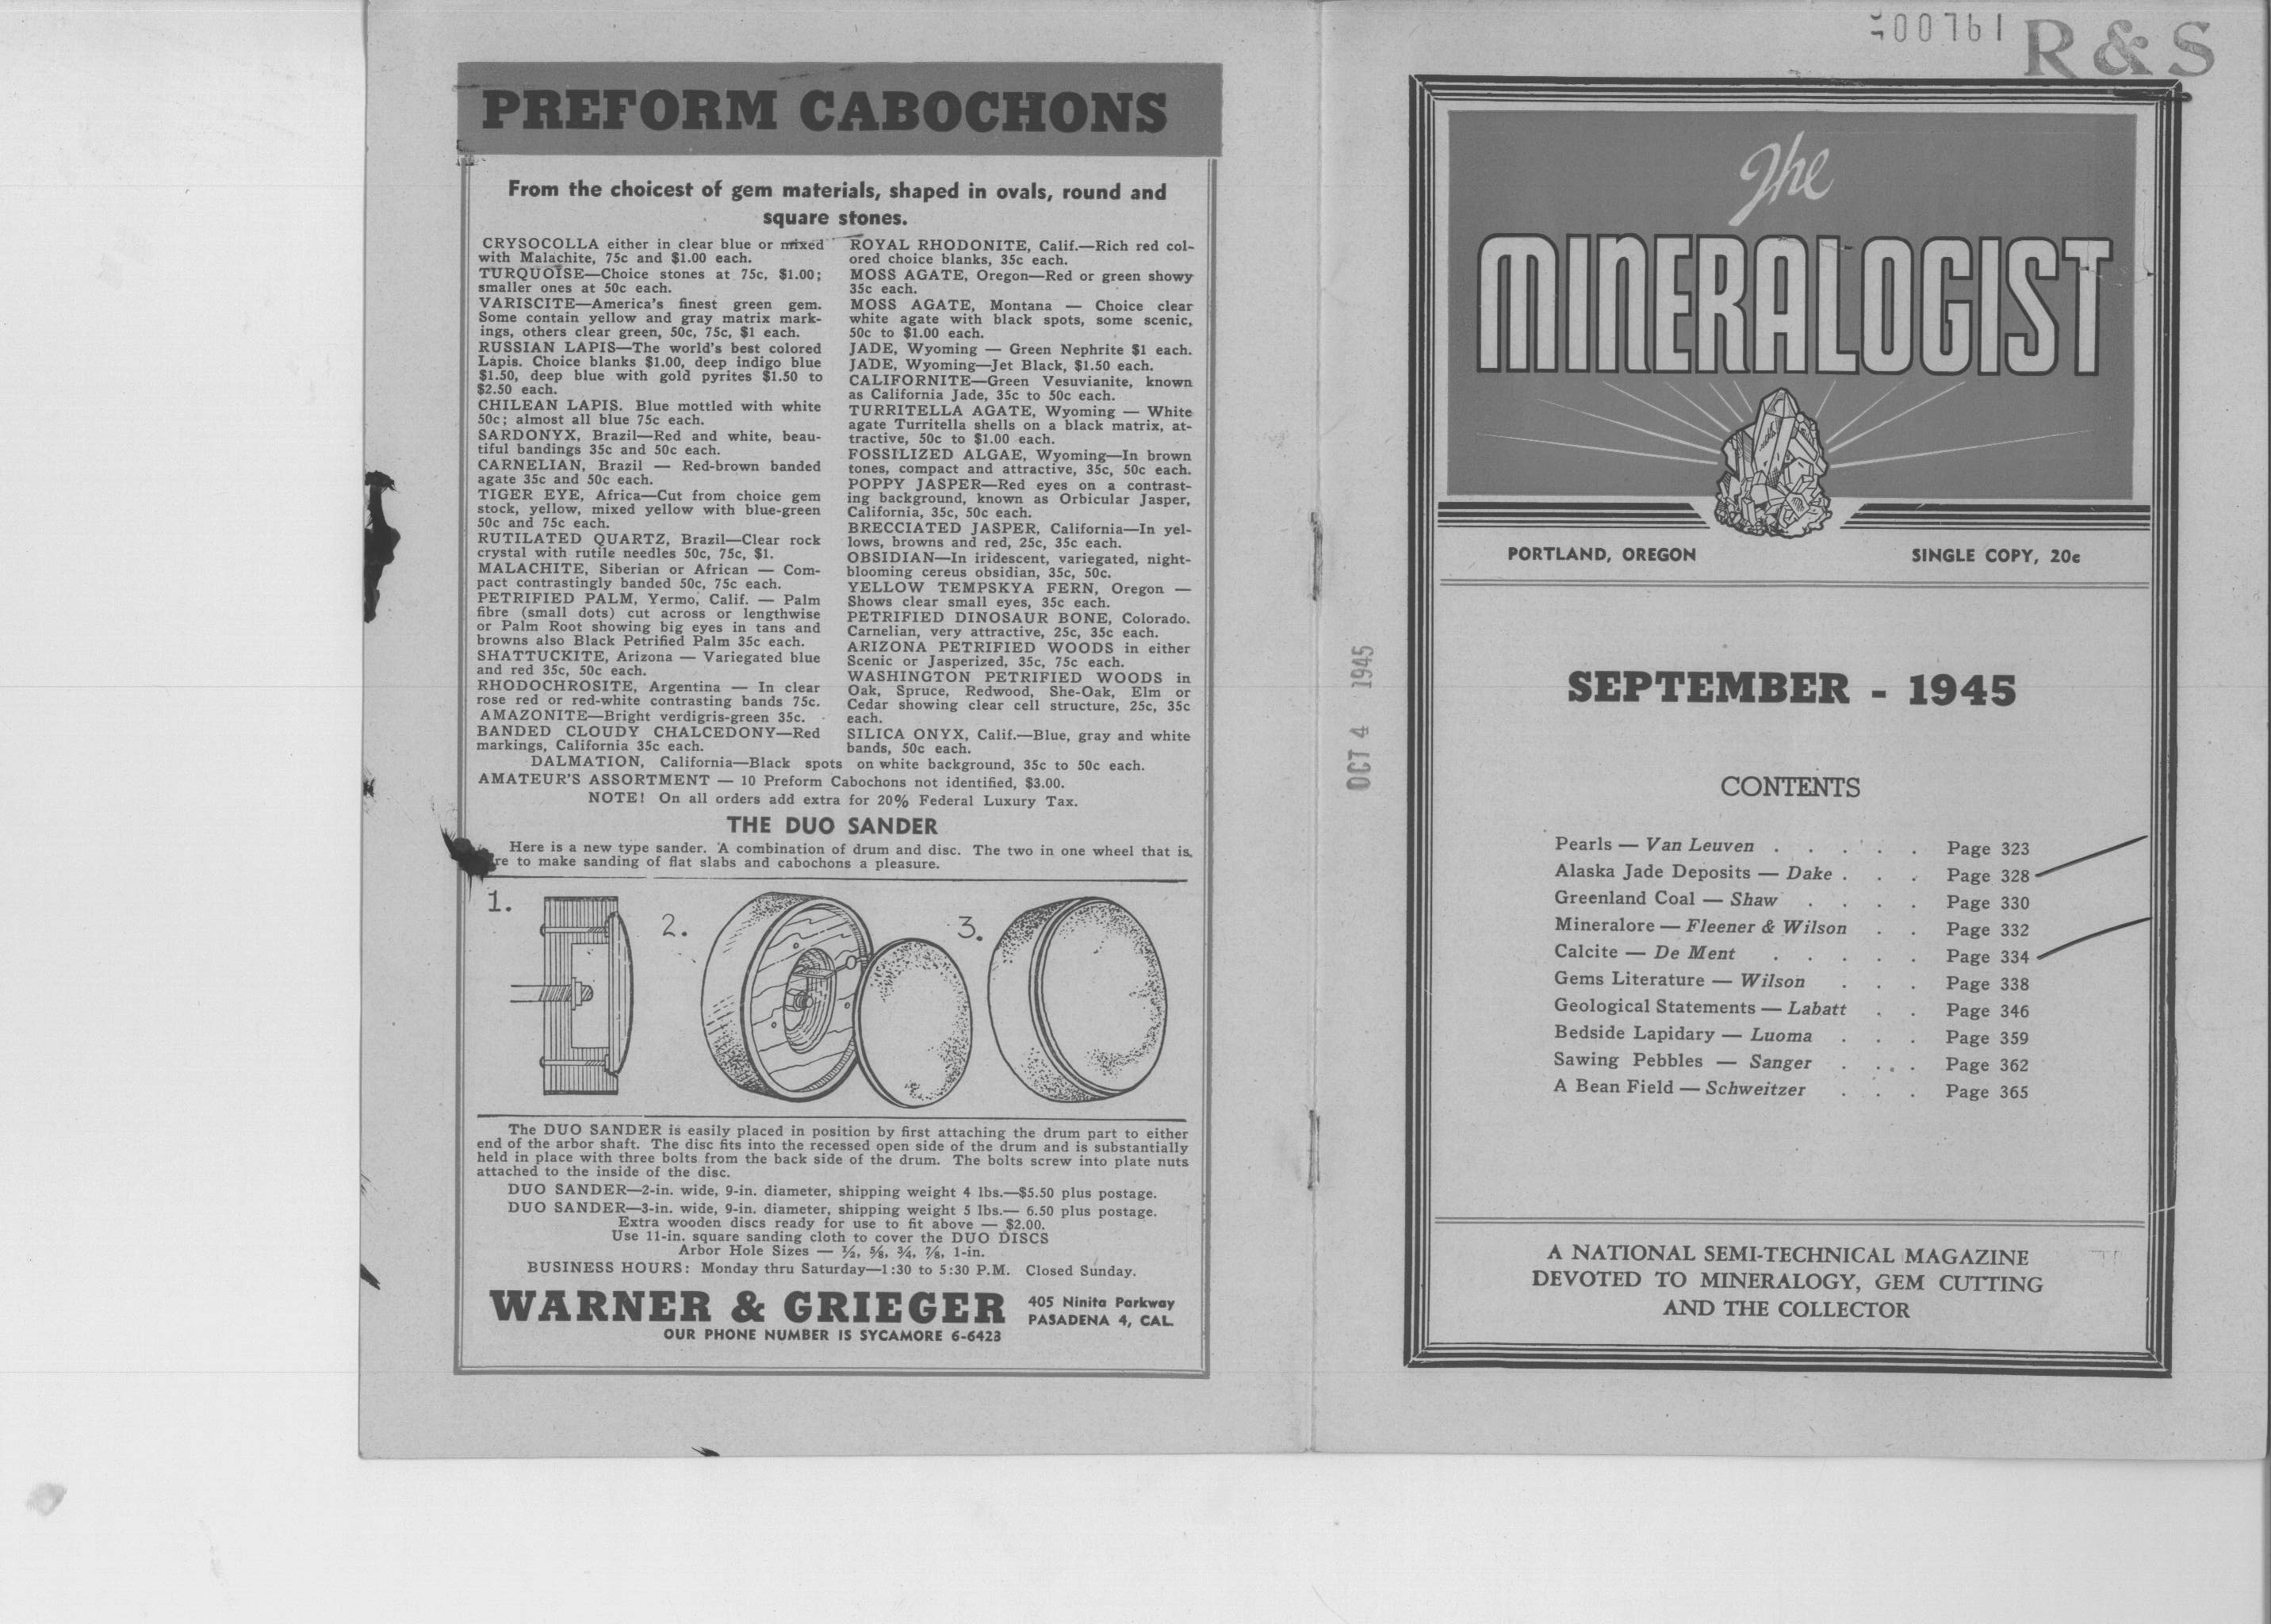 PREFORM CABOCHONS
From the choicest of gem materials, shaped in ovals, round and
square stones.
CRYSOCOLLA either in clear blue or mixed
with Malachite, 75c and $1.00 each.
TURQUOISE—Choice stones at 75c, $1.00;
smaller ones at 50c each.
VARISCITE—America's finest green gem.
Some contain yellow and gray matrix mark-
ings, others clear green, 50c, 75c, $1 each.
RUSSIAN LAPIS—The world's best colored
Lapis. Choice blanks $1.00, deep indigo blue
$1.50, deep blue with gold pyrites $1.50 to
$2.50 each.
CHILEAN LAPIS. Blue mottled with white
50c; almost all blue 75c each.
SARDONYX, Brazil—Red and white, beau-
tiful bandings 35c and 50c each.
CARNELIAN, Brazil — Red-brown banded
agate 35c and 50c each.
TIGER EYE, Africa—Cut from choice gem
stock, yellow, mixed yellow with blue-green
50c and 75c each.
RUTILATED QUARTZ, Brazil—Clear rock
crystal with rutile needles 50c, 75c, $1.
MALACHITE, Siberian or African — Com-
pact contrastingly banded 50c, 75c each.
PETRIFIED PALM, Yermo, Calif. — Palm
fibre (small dots) cut across or lengthwise
or Palm Root showing big eyes in tans and
browns also Black Petrified Palm 35c each.
SHATTUCKITE, Arizona — Variegated blue
and red 35c, 50c each.
RHODOCHROSITE, Argentina — In clear
rose red or red-white contrasting bands 75c.
AMAZONITE—Bright verdigris-green 35c.
BANDED CLOUDY CHALCEDONY—Red
markings, California 35c each.
ROYAL RHODONITE, Calif.—Rich red col-
ored choice blanks, 35c each.
MOSS AGATE, Oregon—Red or green showy
35c each.
MOSS AGATE, Montana — Choice clear
white agate with black spots, some scenic,
50c to $1.00 each.
JADE, Wyoming — Green Nephrite $1 each.
JADE, Wyoming—Jet Black, $1.50 each.
CALIFORNITE—Green Vesuvianite, known
as California Jade, 35c to 50c each.
TURRITELLA AGATE, Wyoming — White
agate Turritella shells on a black matrix, at-
tractive, 50c to $1.00 each.
FOSSILIZED ALGAE, Wyoming—In brown
tones, compact and attractive, 35c, 50c each.
POPPY JASPER—Red eyes on a contrast-
ing background, known as Orbicular Jasper,
California, 35c, 50c each.
BRECCIATED JASPER, California—In yel-
lows, browns and red, 25c, 35c each.
OBSIDIAN—In iridescent, variegated, night-
blooming cereus obsidian, 35c, 50c.
YELLOW TEMPSKYA FERN, Oregon —
Shows clear small eyes, 35c each.
PETRIFIED DINOSAUR BONE, Colorado.
Carnelian, very attractive, 25c, 35c each.
ARIZONA PETRIFIED WOODS in either
Scenic or Jasperized, 35c, 75c each.
WASHINGTON PETRIFIED WOODS in
Oak, Spruce, Redwood, She-Oak, Elm or
Cedar showing clear cell structure, 25c, 35c
each.
SILICA ONYX, Calif.—Blue, gray and white
bands, 50c each.
DALMATION, California—Black spots on white background, 35c to 50c each.
AMATEUR'S ASSORTMENT — 10 Preform Cabochons not identified, $3.00.
NOTE! On all orders add extra for 20% Federal Luxury Tax.
THE DUO SANDER
Here is a new type sander. A combination of drum and disc. The two in one wheel that is
re to make sanding of flat slabs and cabochons a pleasure.
1.
2.
3.
The DUO SANDER is easily placed in position by first attaching the drum part to either
end of the arbor shaft. The disc fits into the recessed open side of the drum and is substantially
held in place with three bolts from the back side of the drum. The bolts screw into plate nuts
attached to the inside of the disc.
DUO SANDER—2-in. wide, 9-in. diameter, shipping weight 4 lbs.—$5.50 plus postage.
DUO SANDER—3-in. wide, 9-in. diameter, shipping weight 5 lbs.— 6.50 plus postage.
Extra wooden discs ready for use to fit above — $2.00.
Use 11-in. square sanding cloth to cover the DUO DISCS
Arbor Hole Sizes — ½, ⅝, ¾, ⅞, 1-in.
BUSINESS HOURS: Monday thru Saturday—1:30 to 5:30 P.M. Closed Sunday.
WARNER & GRIEGER
405 Ninita Parkway
PASADENA 4, CAL.
OUR PHONE NUMBER IS SYCAMORE 6-6423
OCT 4 1945
R & S
The
MINERALOGIST
PORTLAND, OREGON SINGLE COPY, 20c
SEPTEMBER - 1945
CONTENTS
Pearls — Van Leuven . . . . . Page 323
Alaska Jade Deposits — Dake . . . Page 328
Greenland Coal — Shaw . . . . Page 330
Mineralore — Fleener & Wilson . . Page 332
Calcite — De Ment . . . . . Page 334
Gems Literature — Wilson . . . Page 338
Geological Statements — Labatt . . Page 346
Bedside Lapidary — Luoma . . . Page 359
Sawing Pebbles — Sanger . . . Page 362
A Bean Field — Schweitzer . . . Page 365
A NATIONAL SEMI-TECHNICAL MAGAZINE
DEVOTED TO MINERALOGY, GEM CUTTING
AND THE COLLECTOR